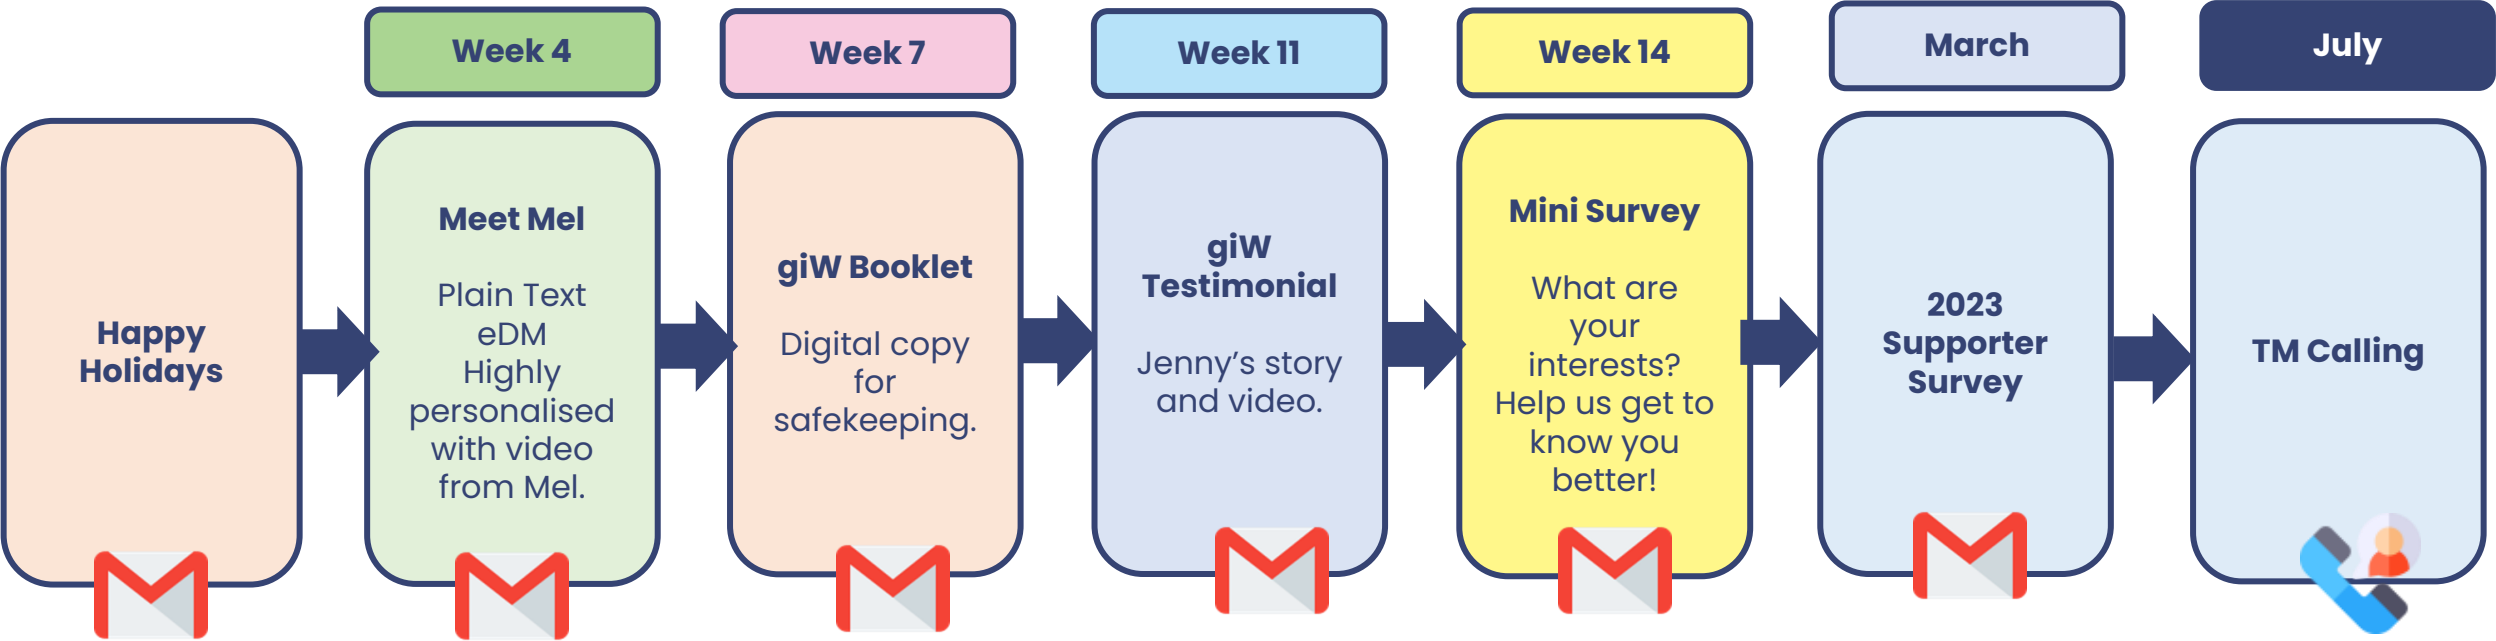 Week 4
Week 7
Week 11
Week 14
March
July
Happy
Holidays
Meet Mel
Plain Text
eDM
Highly
personalised
with video
from Mel.
giW Booklet
Digital copy
for
safekeeping.
giW
Testimonial
Jenny’s story
and video.
Mini Survey
What are
your
interests?
Help us get to
know you
better!
2023
Supporter
Survey
TM Calling